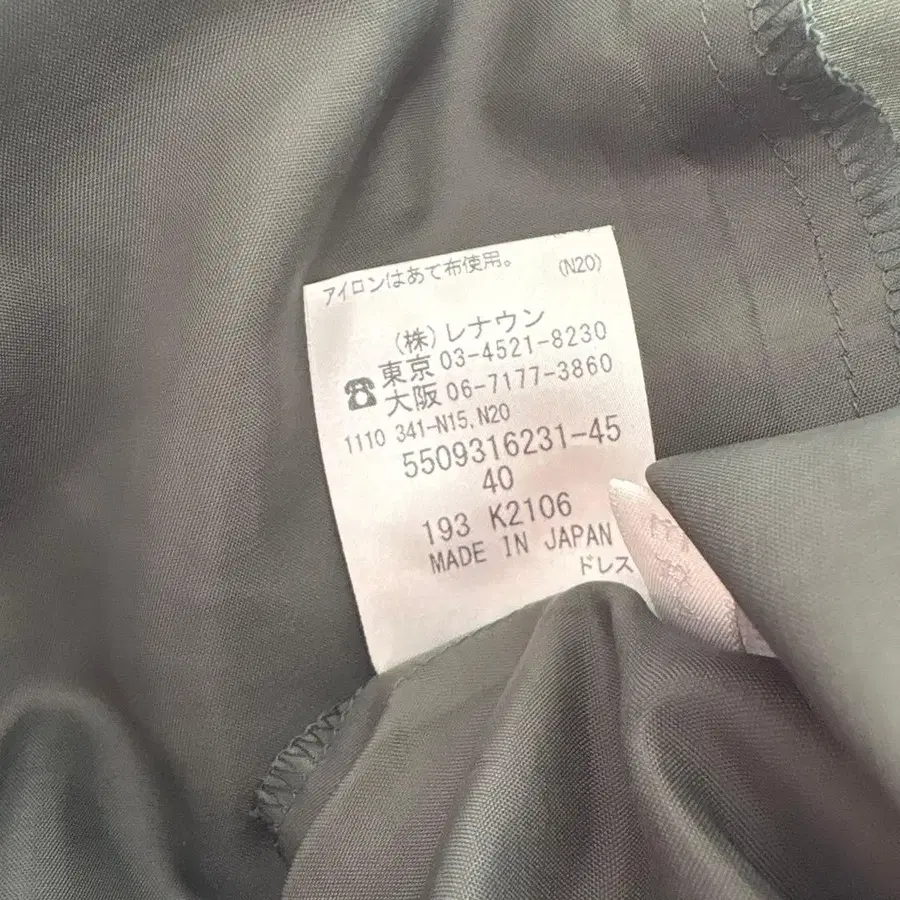 アイロンはあて布使用。 (N20)
(株)レナウン
東京 03-4521-8230
☎ 大阪 06-7177-3860
1110 341-N15,N20
5509316231-45
40
193 K2106
MADE IN JAPAN
ドレス